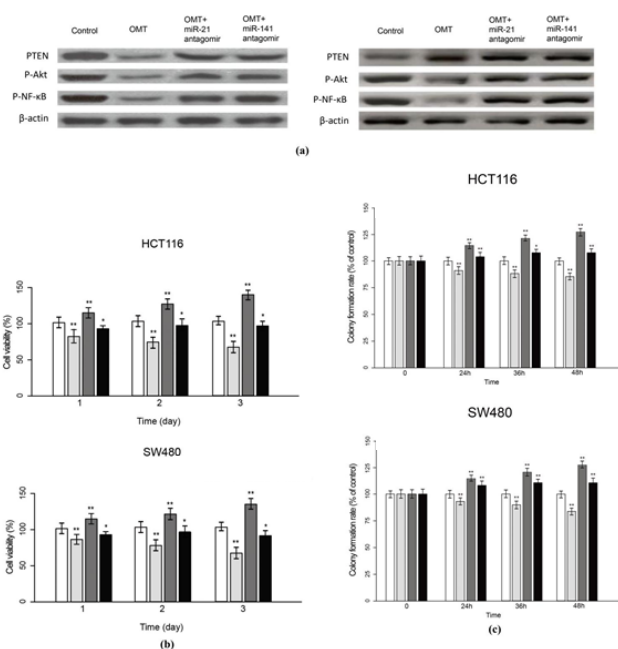 Control OMT OMT+ miR-21 antagomir OMT+ miR-141 antagomir
PTEN
P-Akt
P-NF-κB
β-actin
Control OMT OMT+ miR-21 antagomir OMT+ miR-141 antagomir
PTEN
P-Akt
P-NF-κB
β-actin
(a)
HCT116
Cell viability (%)
0 50 100 150
** ** * ** ** * ** ** *
1 2 3
Time (day)
SW480
Cell viability (%)
0 50 100 150
** ** * ** ** * ** ** *
1 2 3
Time (day)
(b)
HCT116
Colony formation rate (% of control)
0 25 50 75 100 125 150
** ** ** ** ** * ** ** **
0 24h 36h 48h
Time
SW480
Colony formation rate (% of control)
0 25 50 75 100 125 150
** ** ** ** ** ** ** ** **
0 24h 36h 48h
Time
(c)